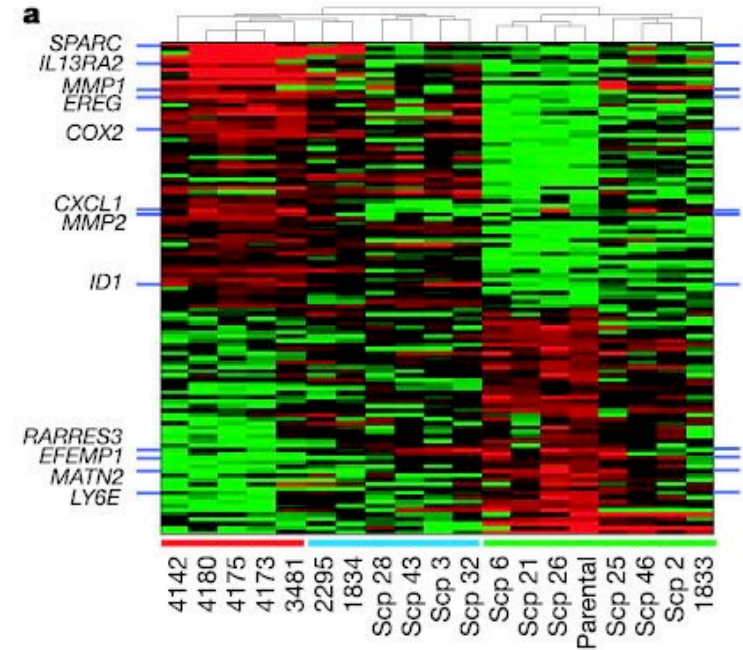 a
SPARC
IL13RA2
MMP1
EREG
COX2
CXCL1
MMP2
ID1
RARRES3
EFEMP1
MATN2
LY6E
4142
4180
4175
4173
3481
2295
1834
Scp 28
Scp 43
Scp 3
Scp 32
Scp 6
Scp 21
Scp 26
Parental
Scp 25
Scp 46
Scp 2
1833